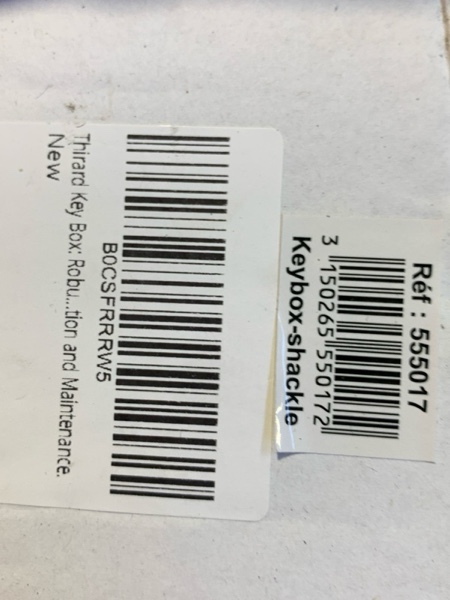 Réf : 555017
3 150265 550172
Keybox-shackle
B0CSFRRRW5
Thirard Key Box: Robu...tion and Maintenance.
New